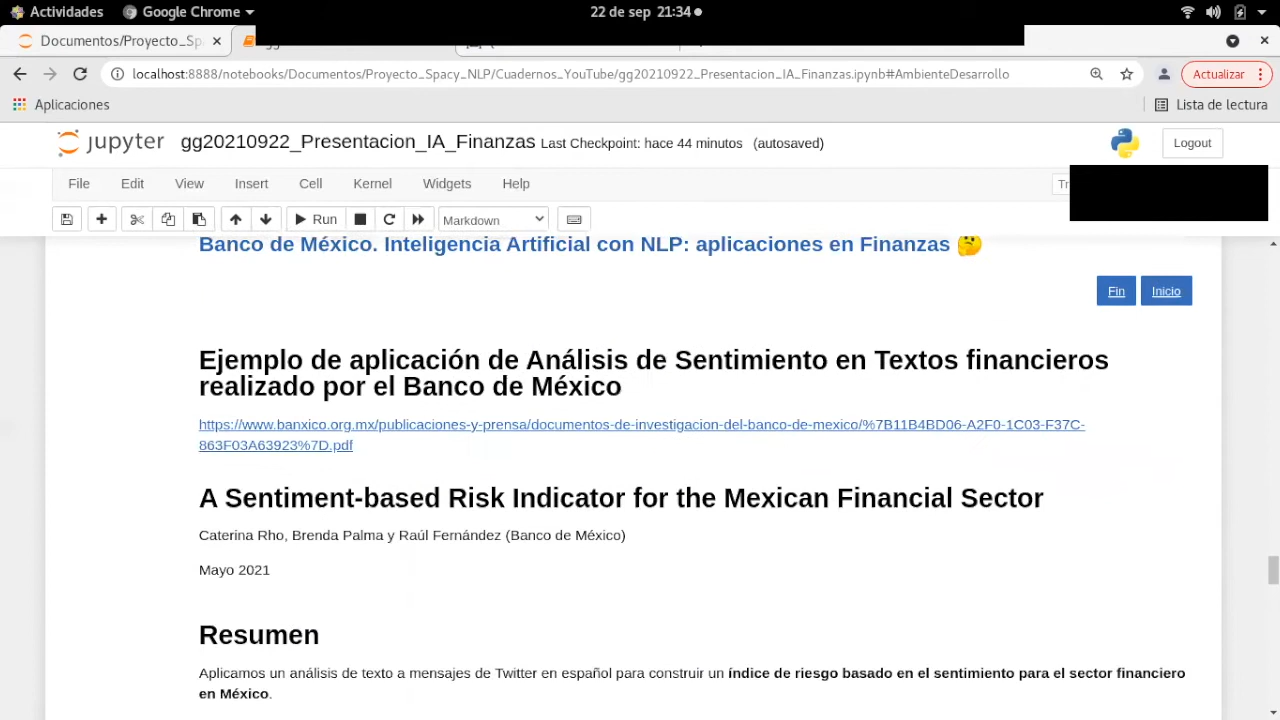 Actividades Google Chrome 22 de sep 21:34
Documentos/Proyecto_Sp
localhost:8888/notebooks/Documentos/Proyecto_Spacy_NLP/Cuadernos_YouTube/gg20210922_Presentacion_IA_Finanzas.ipynb#AmbienteDesarrollo Actualizar
Aplicaciones Lista de lectura
jupyter gg20210922_Presentacion_IA_Finanzas Last Checkpoint: hace 44 minutos (autosaved) Logout
File Edit View Insert Cell Kernel Widgets Help
Run Markdown
Banco de México. Inteligencia Artificial con NLP: aplicaciones en Finanzas 🤔
Fin Inicio
Ejemplo de aplicación de Análisis de Sentimiento en Textos financieros
realizado por el Banco de México
https://www.banxico.org.mx/publicaciones-y-prensa/documentos-de-investigacion-del-banco-de-mexico/%7B11B4BD06-A2F0-1C03-F37C-
863F03A63923%7D.pdf
A Sentiment-based Risk Indicator for the Mexican Financial Sector
Caterina Rho, Brenda Palma y Raúl Fernández (Banco de México)
Mayo 2021
Resumen
Aplicamos un análisis de texto a mensajes de Twitter en español para construir un índice de riesgo basado en el sentimiento para el sector financiero
en México.